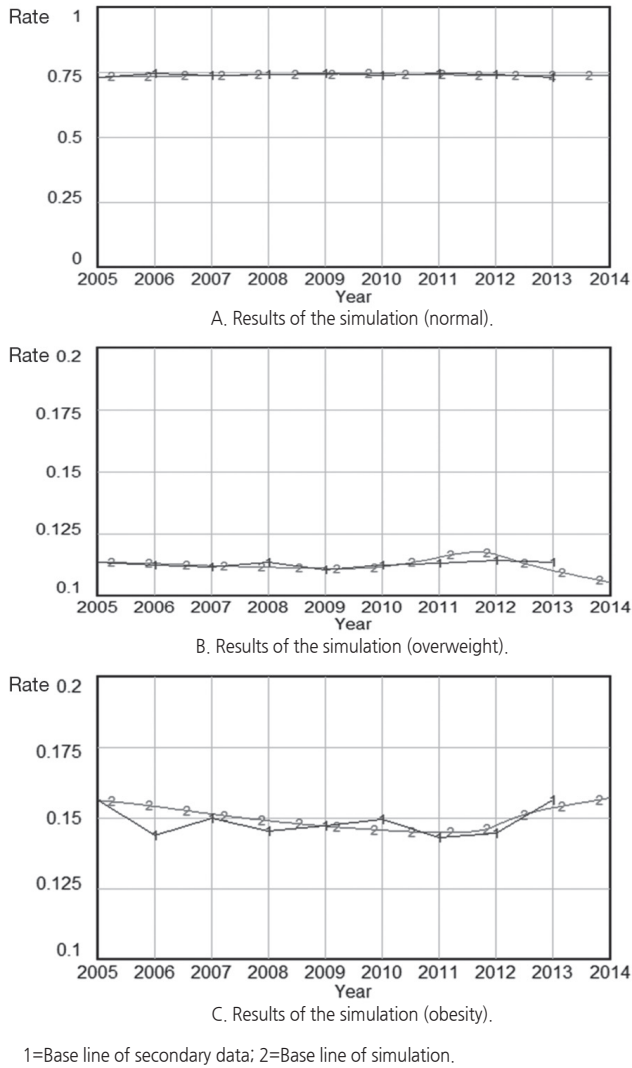 Rate 1
0.75
0.5
0.25
0
2005 2006 2007 2008 2009 2010 2011 2012 2013 2014
Year
A. Results of the simulation (normal).
Rate 0.2
0.175
0.15
0.125
0.1
2005 2006 2007 2008 2009 2010 2011 2012 2013 2014
Year
B. Results of the simulation (overweight).
Rate 0.2
0.175
0.15
0.125
0.1
2005 2006 2007 2008 2009 2010 2011 2012 2013 2014
Year
C. Results of the simulation (obesity).
1=Base line of secondary data; 2=Base line of simulation.